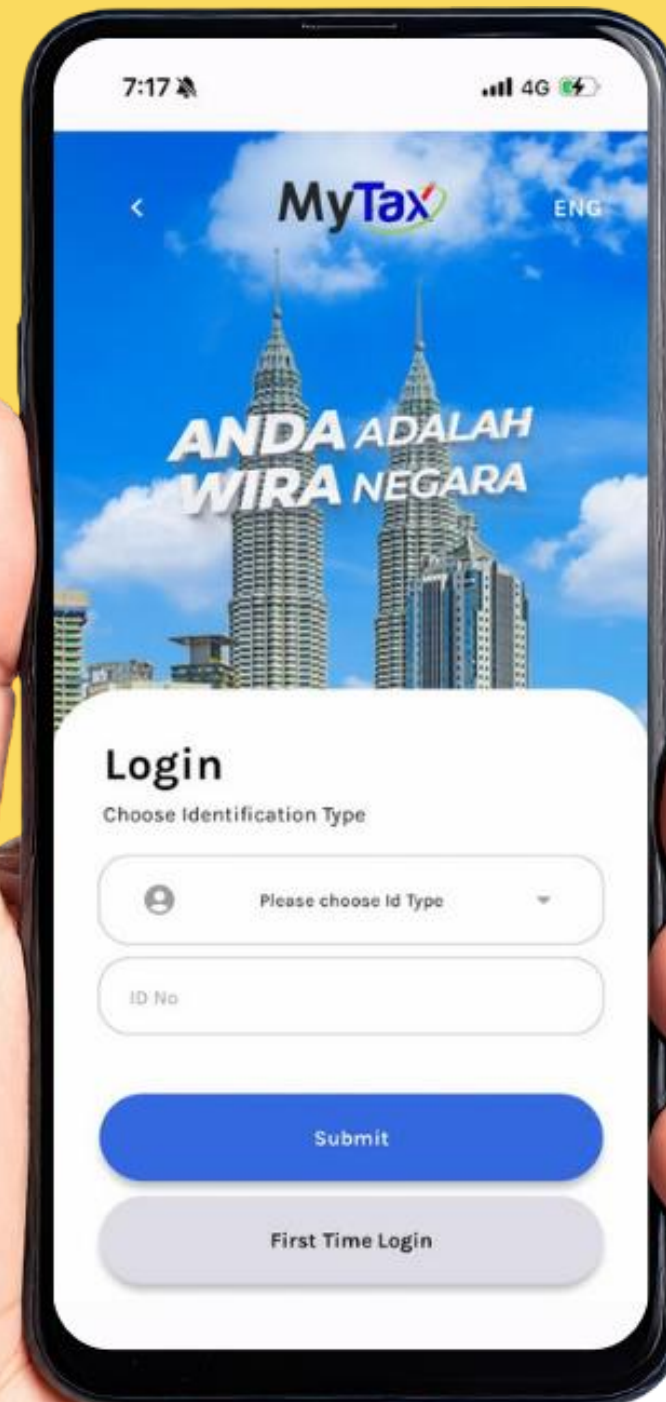 7:17
4G
MyTax
ENG
ANDA ADALAH
WIRA NEGARA
Login
Choose Identification Type
Please choose Id Type
ID No
Submit
First Time Login